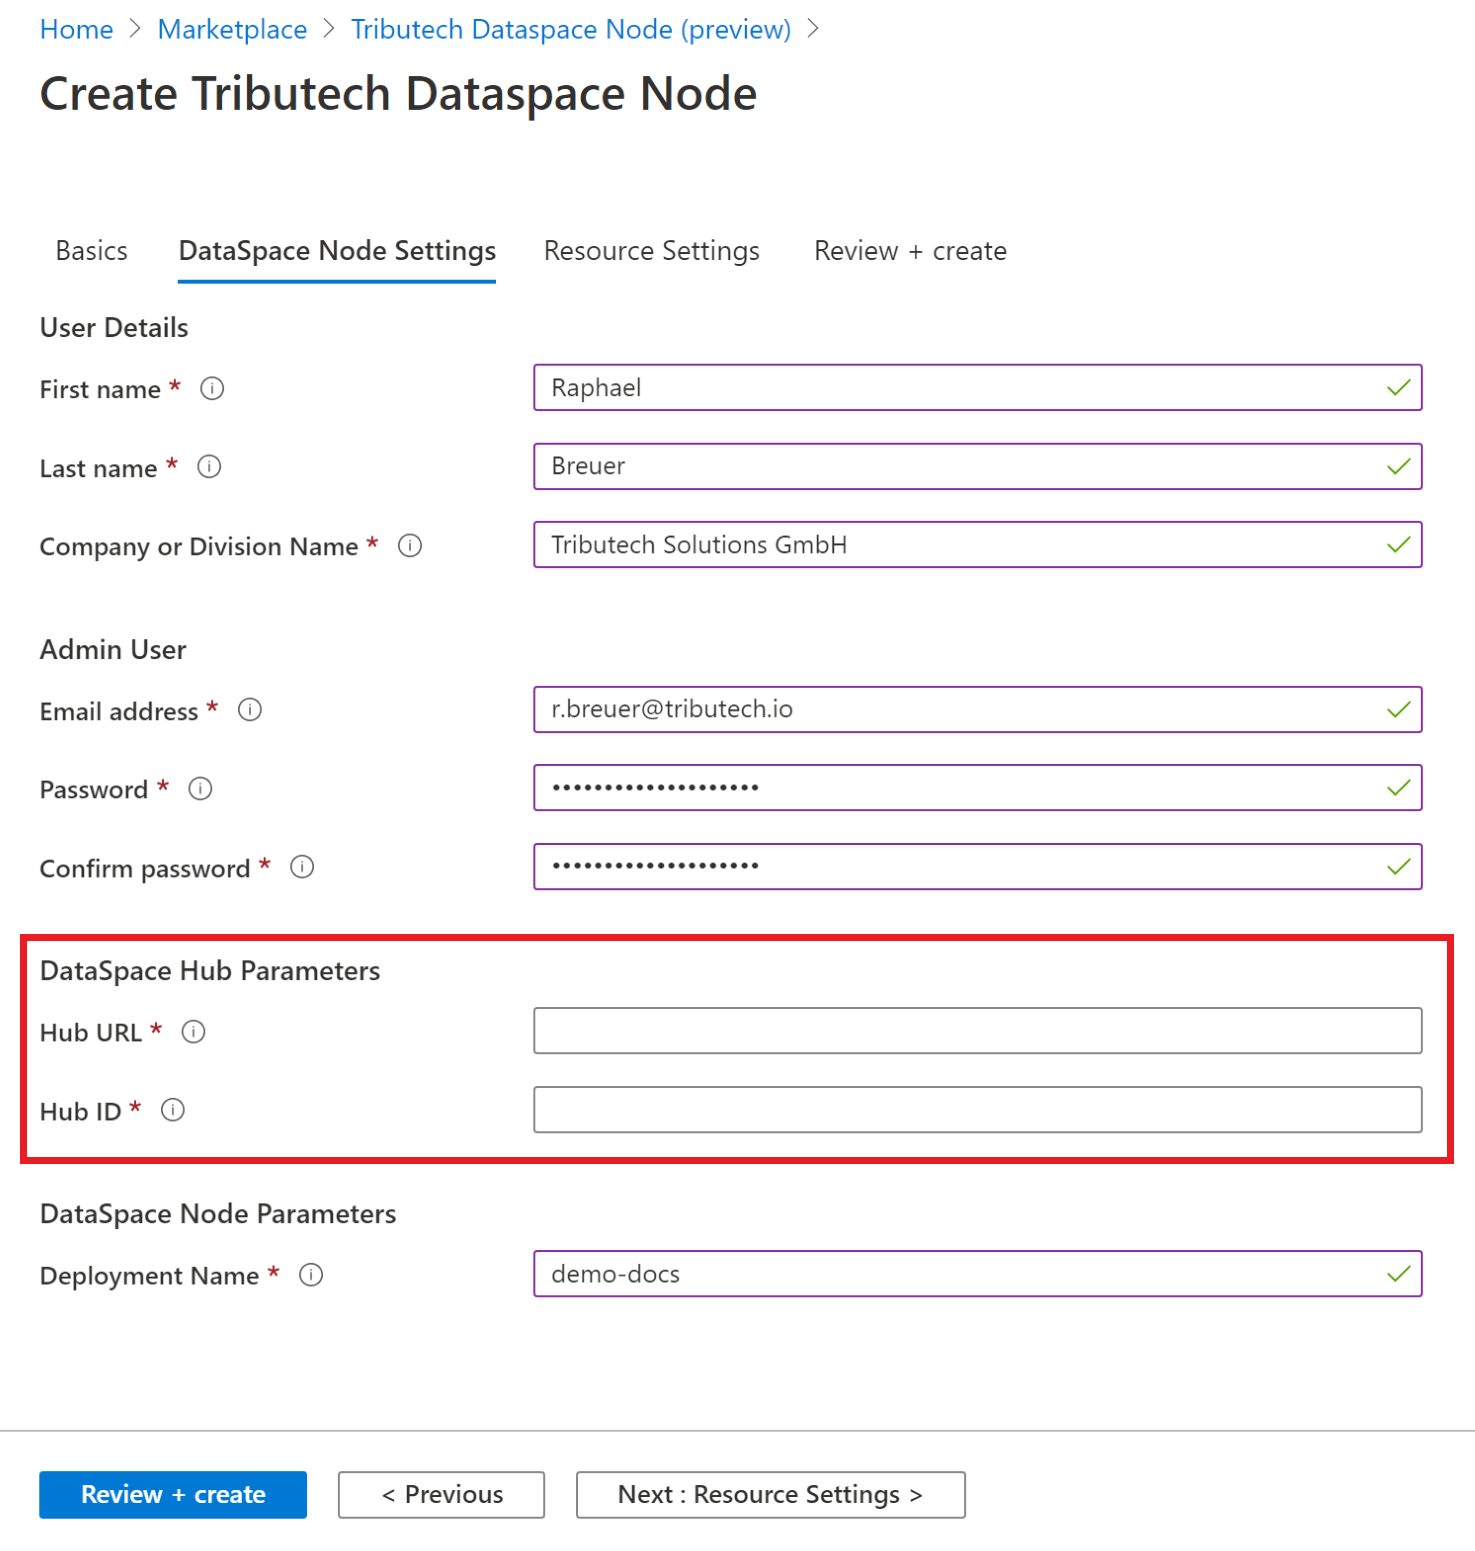 Home > Marketplace > Tributech Dataspace Node (preview) >
Create Tributech Dataspace Node
Basics DataSpace Node Settings Resource Settings Review + create
User Details
First name * Raphael
Last name * Breuer
Company or Division Name * Tributech Solutions GmbH
Admin User
Email address * r.breuer@tributech.io
Password * ••••••••••••••••••••
Confirm password * ••••••••••••••••••••
DataSpace Hub Parameters
Hub URL *
Hub ID *
DataSpace Node Parameters
Deployment Name * demo-docs
Review + create < Previous Next : Resource Settings >